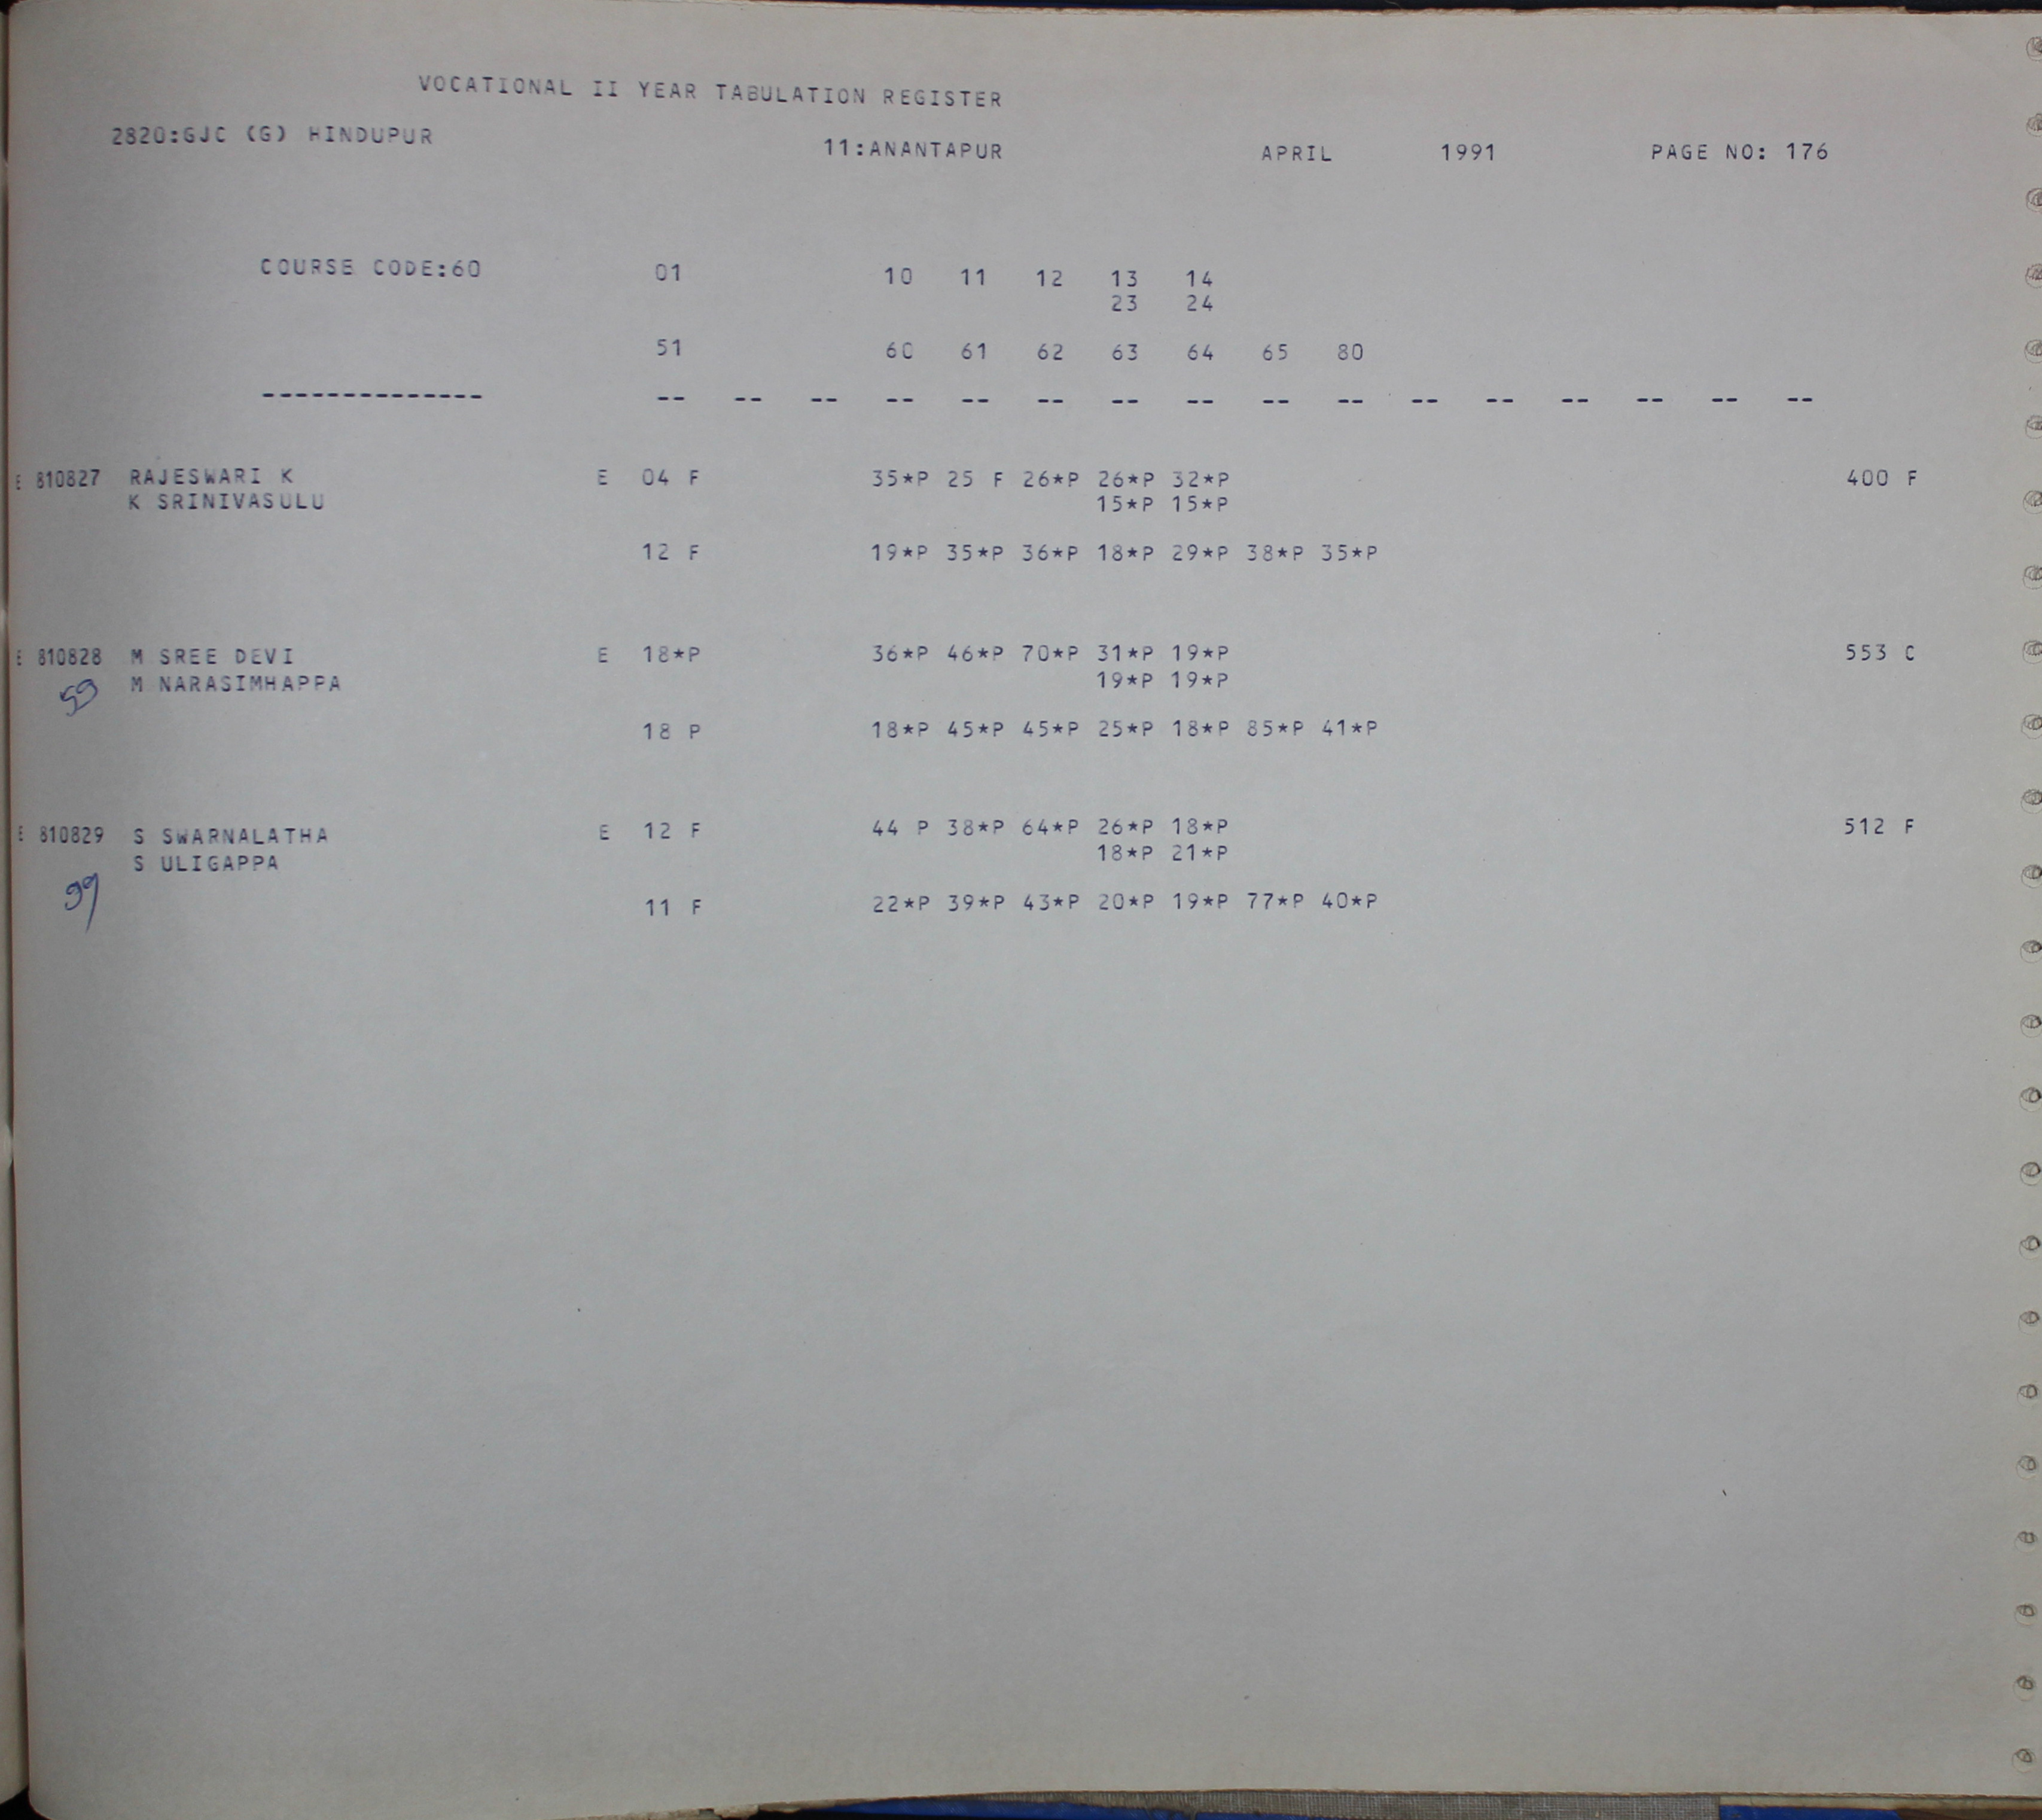 VOCATIONAL II YEAR TABULATION REGISTER
2820:GJC (G) HINDUPUR 11:ANANTAPUR APRIL 1991 PAGE NO: 176
COURSE CODE:60 01 10 11 12 13 14
23 24
51 60 61 62 63 64 65 80
-------------- -- -- -- -- -- -- -- -- -- -- -- -- -- -- -- --
E 810827 RAJESWARI K E 04 F 35*P 25 F 26*P 26*P 32*P 400 F
K SRINIVASULU 15*P 15*P
12 F 19*P 35*P 36*P 18*P 29*P 38*P 35*P
E 810828 M SREE DEVI E 18*P 36*P 46*P 70*P 31*P 19*P 553 C
59 M NARASIMHAPPA 19*P 19*P
18 P 18*P 45*P 45*P 25*P 18*P 85*P 41*P
E 810829 S SWARNALATHA E 12 F 44 P 38*P 64*P 26*P 18*P 512 F
S ULIGAPPA 18*P 21*P
99 11 F 22*P 39*P 43*P 20*P 19*P 77*P 40*P